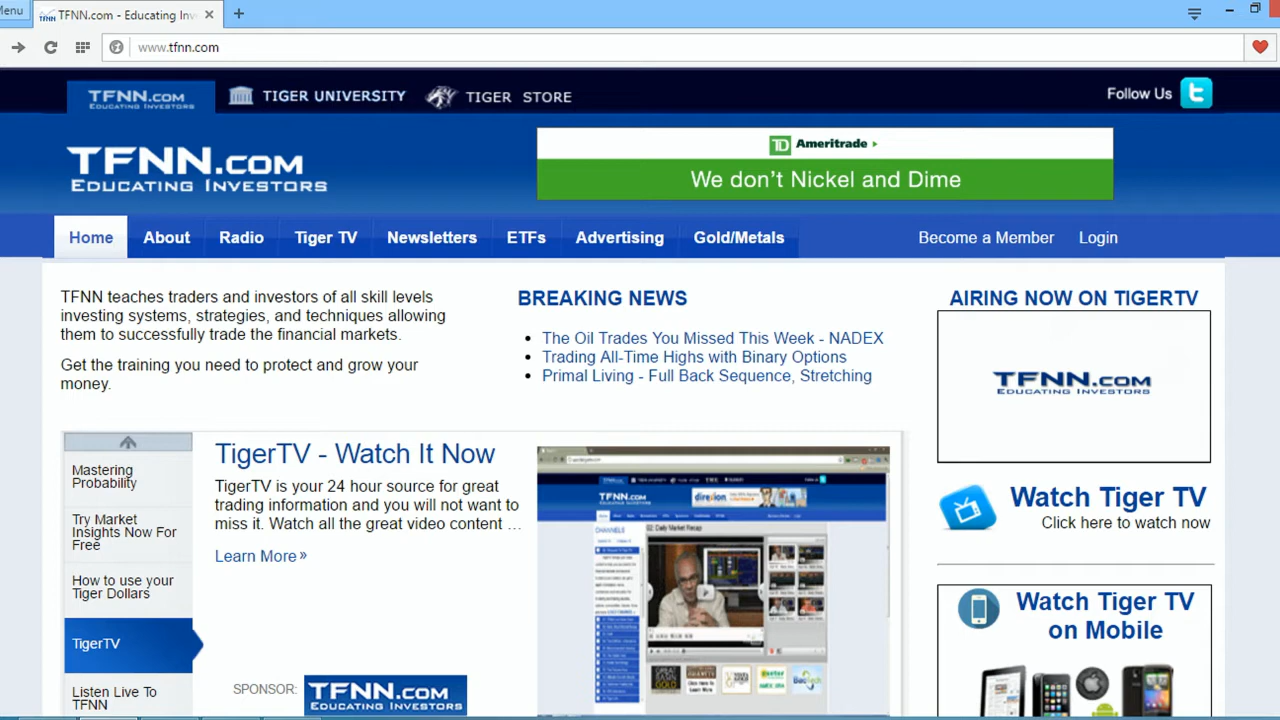 Menu
TFNN.com - Educating Inv
www.tfnn.com
TFNN.COM
EDUCATING INVESTORS
TIGER UNIVERSITY
TIGER STORE
Follow Us
TFNN.COM
EDUCATING INVESTORS
TD Ameritrade
We don't Nickel and Dime
Home
About
Radio
Tiger TV
Newsletters
ETFs
Advertising
Gold/Metals
Become a Member
Login
TFNN teaches traders and investors of all skill levels
investing systems, strategies, and techniques allowing
them to successfully trade the financial markets.
Get the training you need to protect and grow your
money.
BREAKING NEWS
The Oil Trades You Missed This Week - NADEX
Trading All-Time Highs with Binary Options
Primal Living - Full Back Sequence, Stretching
AIRING NOW ON TIGERTV
TFNN.COM
EDUCATING INVESTORS
Watch Tiger TV
Click here to watch now
Watch Tiger TV
on Mobile
Mastering
Probability
Try Market
Insights Now For
Free
How to use your
Tiger Dollars
TigerTV
Listen Live To
TFNN
TigerTV - Watch It Now
TigerTV is your 24 hour source for great
trading information and you will not want to
miss it. Watch all the great video content ...
Learn More »
SPONSOR:
TFNN.COM
EDUCATING INVESTORS
TFNN.COM
direxion
CHANNELS